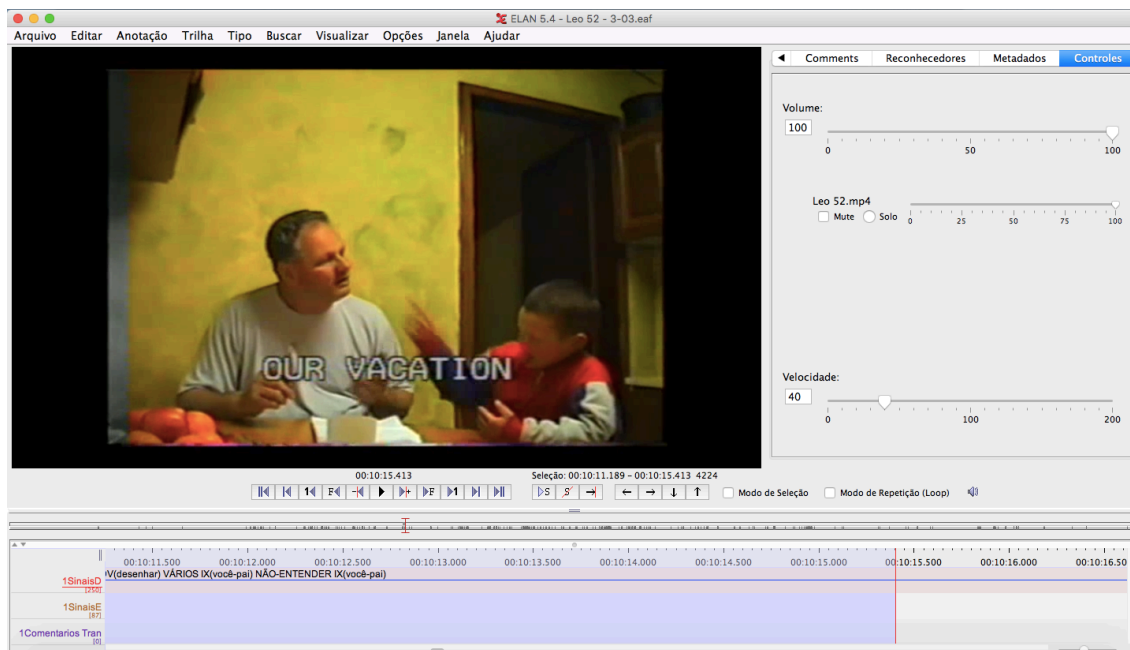 ELAN 5.4 - Leo 52 - 3-03.eaf
Arquivo Editar Anotação Trilha Tipo Buscar Visualizar Opções Janela Ajudar
Comments Reconhecedores Metadados Controles
Volume:
100
0 50 100
Leo 52.mp4
Mute Solo
0 25 50 75 100
OUR VACATION
Velocidade:
40
0 100 200
00:10:15.413
Seleção: 00:10:11.189 - 00:10:15.413 4224
1 F F 1 S S
Modo de Seleção Modo de Repetição (Loop)
00:10:11.500 00:10:12.000 00:10:12.500 00:10:13.000 00:10:13.500 00:10:14.000 00:10:14.500 00:10:15.000 00:10:15.500 00:10:16.000 00:10:16.50
V(desenhar) VÁRIOS IX(você-pai) NÃO-ENTENDER IX(você-pai)
1SinaisD
[250]
1SinaisE
[87]
1Comentarios Tran
[0]